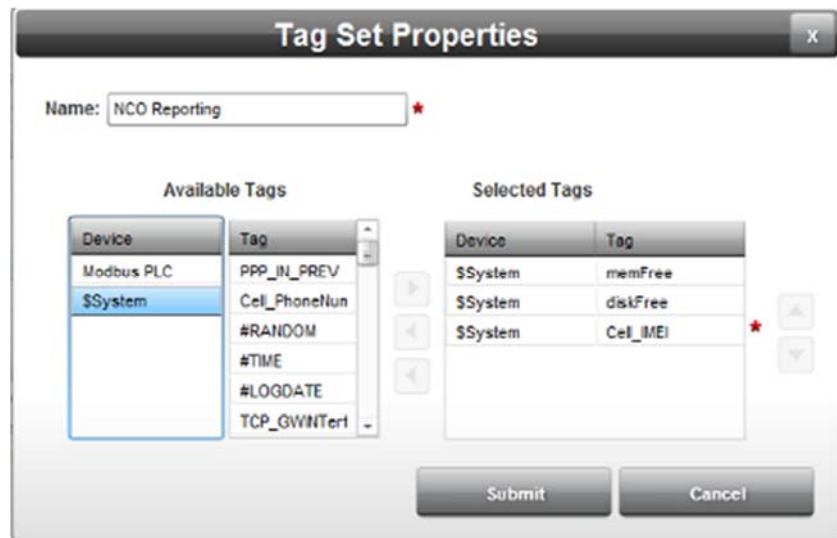 Tag Set Properties x
Name: NCO Reporting *
Available Tags Selected Tags
Device Tag Device Tag
Modbus PLC PPP_IN_PREV $System memFree
$System Cell_PhoneNun $System diskFree
#RANDOM $System Cell_IMEI *
#TIME
#LOGDATE
TCP_GWINTerf
Submit Cancel